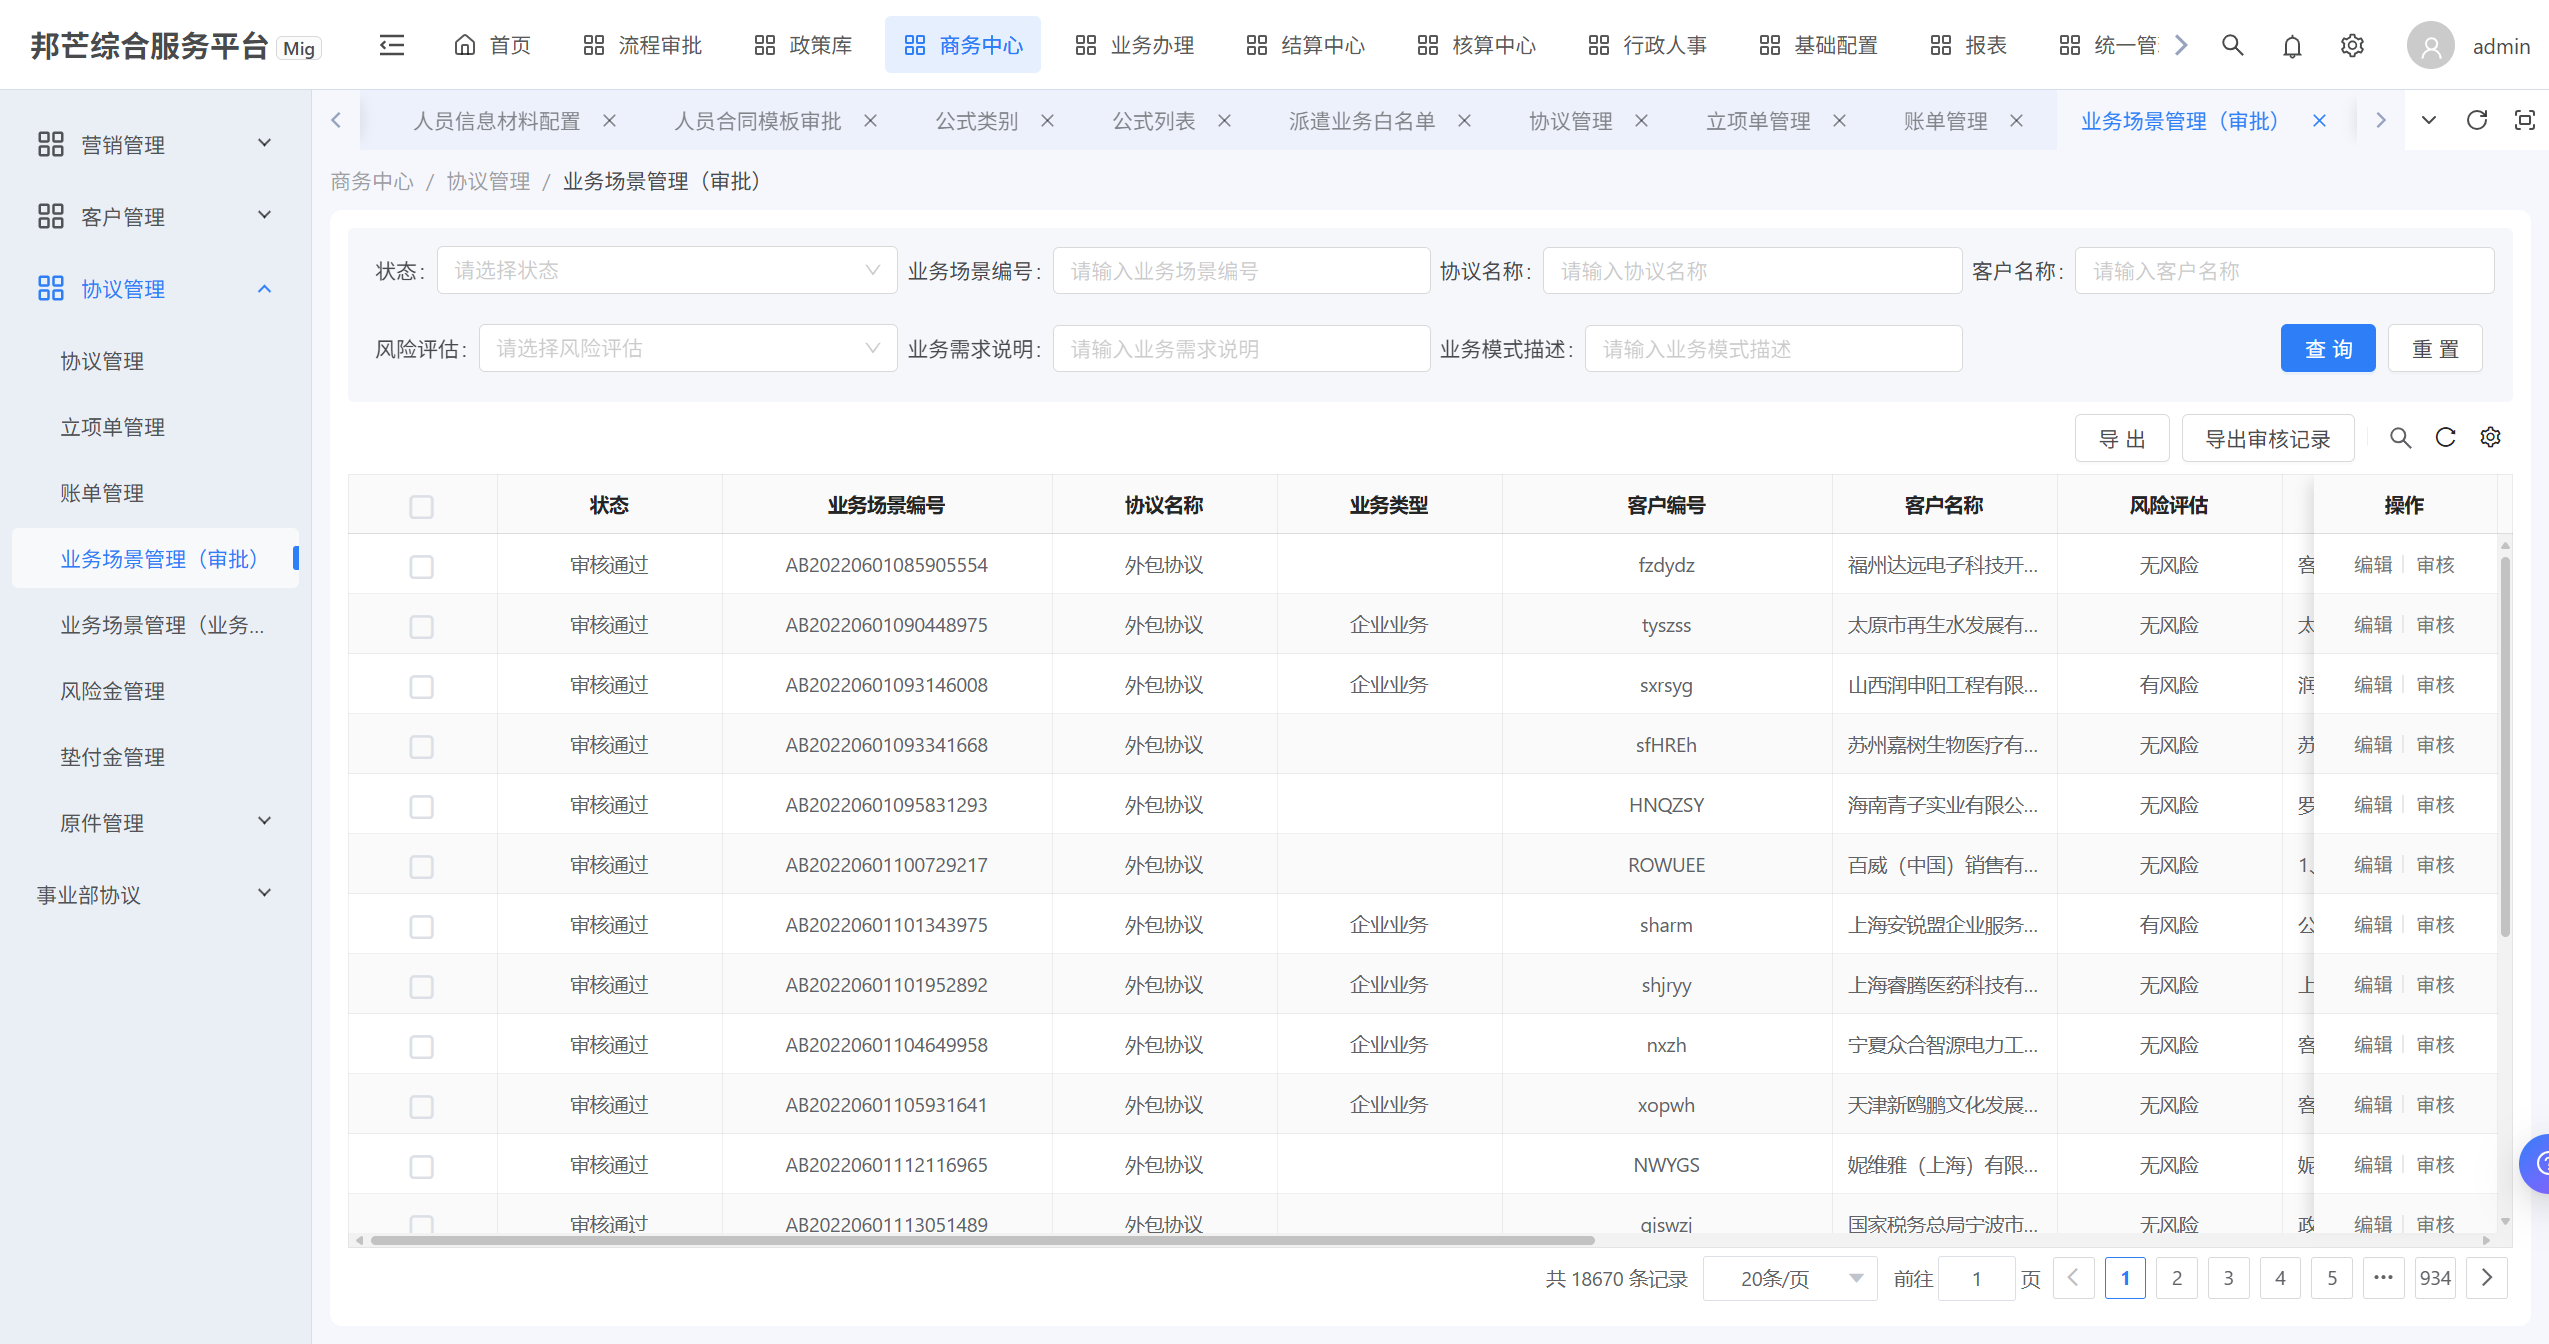 邦芒综合服务平台 Mig 首页 流程审批 政策库 商务中心 业务办理 结算中心 核算中心 行政人事 基础配置 报表 统一管 admin
人员信息材料配置 人员合同模板审批 公式类别 公式列表 派遣业务白名单 协议管理 立项单管理 账单管理 业务场景管理（审批）
商务中心 / 协议管理 / 业务场景管理（审批）
营销管理
客户管理
协议管理
协议管理
立项单管理
账单管理
业务场景管理（审批）
业务场景管理（业务...
风险金管理
垫付金管理
原件管理
事业部协议
状态: 请选择状态 业务场景编号: 请输入业务场景编号 协议名称: 请输入协议名称 客户名称: 请输入客户名称
风险评估: 请选择风险评估 业务需求说明: 请输入业务需求说明 业务模式描述: 请输入业务模式描述 查 询 重 置
导 出 导出审核记录
状态 业务场景编号 协议名称 业务类型 客户编号 客户名称 风险评估 操作
审核通过 AB20220601085905554 外包协议 fzdydz 福州达远电子科技开... 无风险 客 编辑 审核
审核通过 AB20220601090448975 外包协议 企业业务 tyszss 太原市再生水发展有... 无风险 太 编辑 审核
审核通过 AB20220601093146008 外包协议 企业业务 sxrsyg 山西润申阳工程有限... 有风险 润 编辑 审核
审核通过 AB20220601093341668 外包协议 sfHREh 苏州嘉树生物医疗有... 无风险 苏 编辑 审核
审核通过 AB20220601095831293 外包协议 HNQZSY 海南青子实业有限公... 无风险 罗 编辑 审核
审核通过 AB20220601100729217 外包协议 ROWUEE 百威（中国）销售有... 无风险 1、 编辑 审核
审核通过 AB20220601101343975 外包协议 企业业务 sharm 上海安锐盟企业服务... 有风险 公 编辑 审核
审核通过 AB20220601101952892 外包协议 企业业务 shjryy 上海睿腾医药科技有... 无风险 上 编辑 审核
审核通过 AB20220601104649958 外包协议 企业业务 nxzh 宁夏众合智源电力工... 无风险 客 编辑 审核
审核通过 AB20220601105931641 外包协议 企业业务 xopwh 天津新鸥鹏文化发展... 无风险 客 编辑 审核
审核通过 AB20220601112116965 外包协议 NWYGS 妮维雅（上海）有限... 无风险 妮 编辑 审核
审核通过 AB20220601113051489 外包协议 qjswzj 国家税务总局宁波市... 无风险 政 编辑 审核
共 18670 条记录 20条/页 前往 1 页 1 2 3 4 5 ••• 934